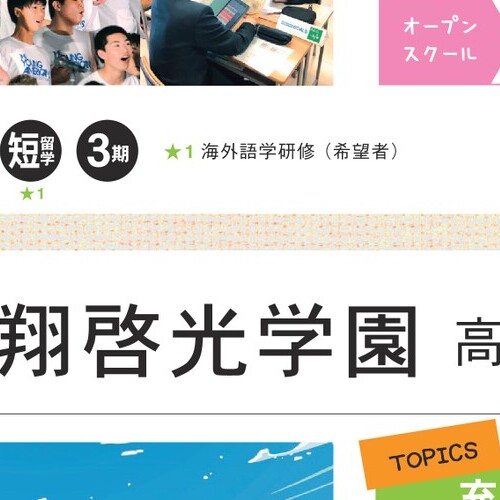 オープン
スクール
短留学 3期 ★1 海外語学研修（希望者）
★1
翔啓光学園 高
TOPICS